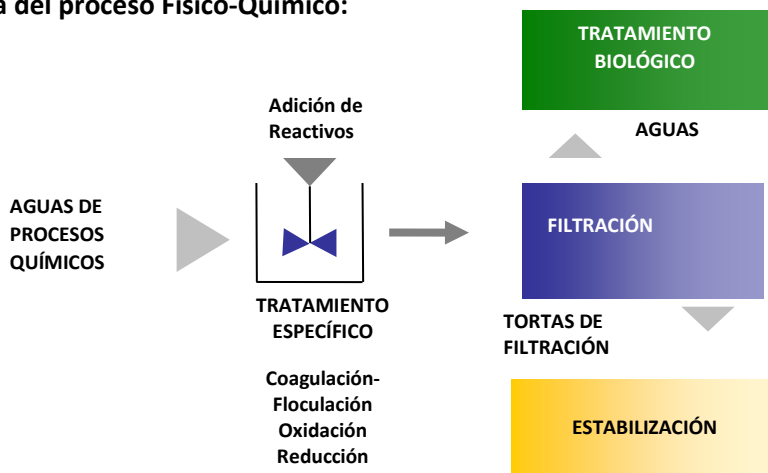 a del proceso Físico-Químico:
TRATAMIENTO
BIOLÓGICO
Adición de
Reactivos
AGUAS
AGUAS DE
PROCESOS
QUÍMICOS
FILTRACIÓN
TRATAMIENTO
ESPECÍFICO
TORTAS DE
FILTRACIÓN
Coagulación-
Floculación
Oxidación
Reducción
ESTABILIZACIÓN